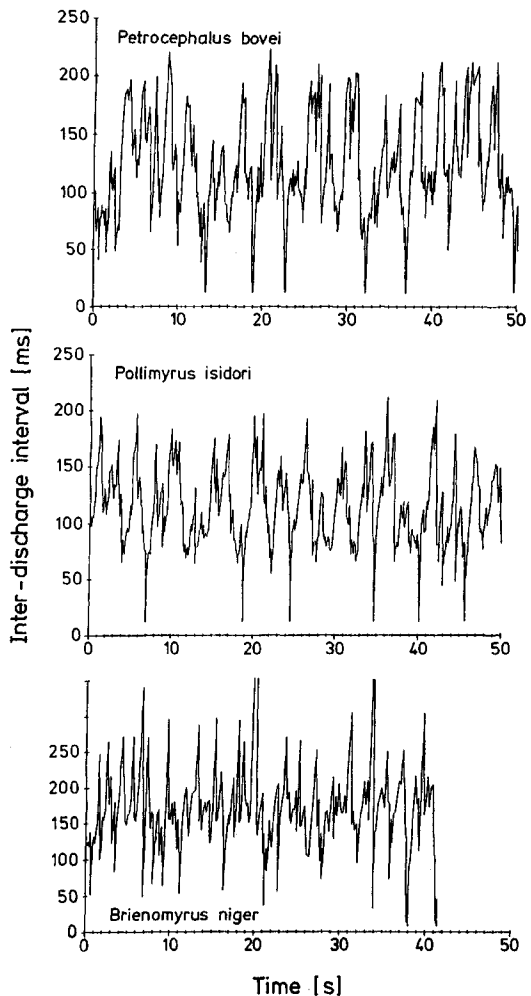 Inter-discharge interval [ms]
Petrocephalus bovei
250
200
150
100
50
0
0 10 20 30 40 50
Pollimyrus isidori
250
200
150
100
50
0
0 10 20 30 40 50
250
200
150
100
50
0
Brienomyrus niger
0 10 20 30 40 50
Time [s]